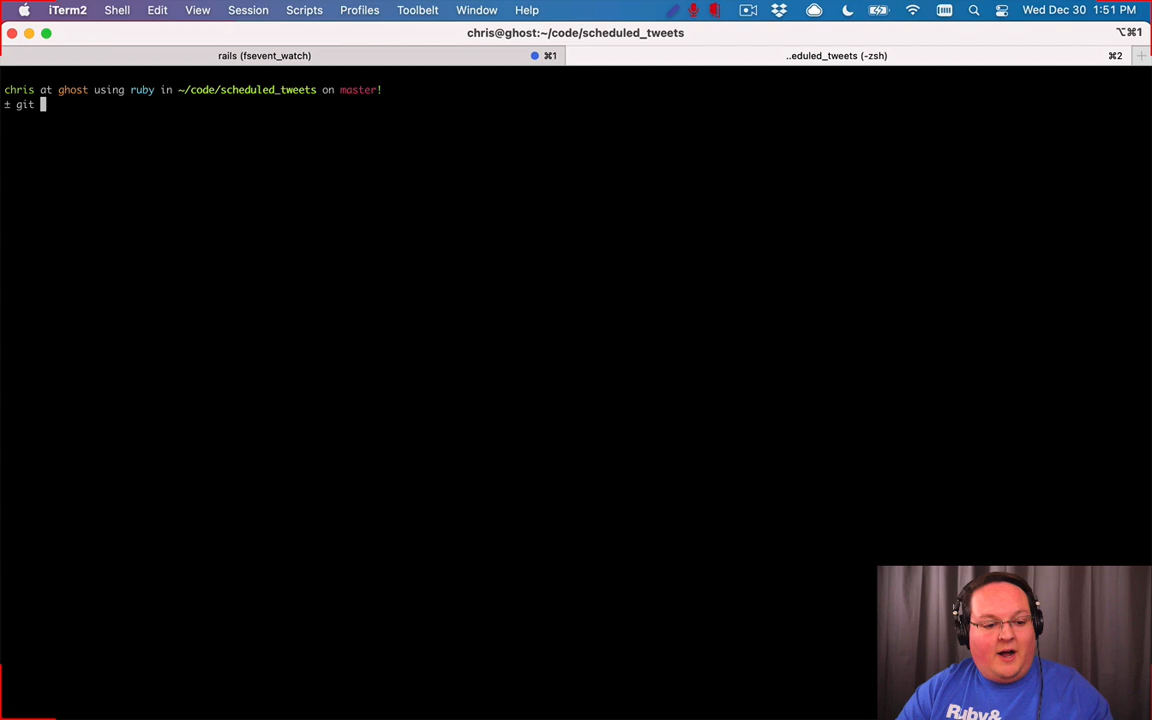 iTerm2 Shell Edit View Session Scripts Profiles Toolbelt Window Help Wed Dec 30 1:51 PM
chris@ghost:~/code/scheduled_tweets ⌥⌘1
rails (fsevent_watch) ⌘1 ..eduled_tweets (-zsh) ⌘2
chris at ghost using ruby in ~/code/scheduled_tweets on master!
± git
Ruby&